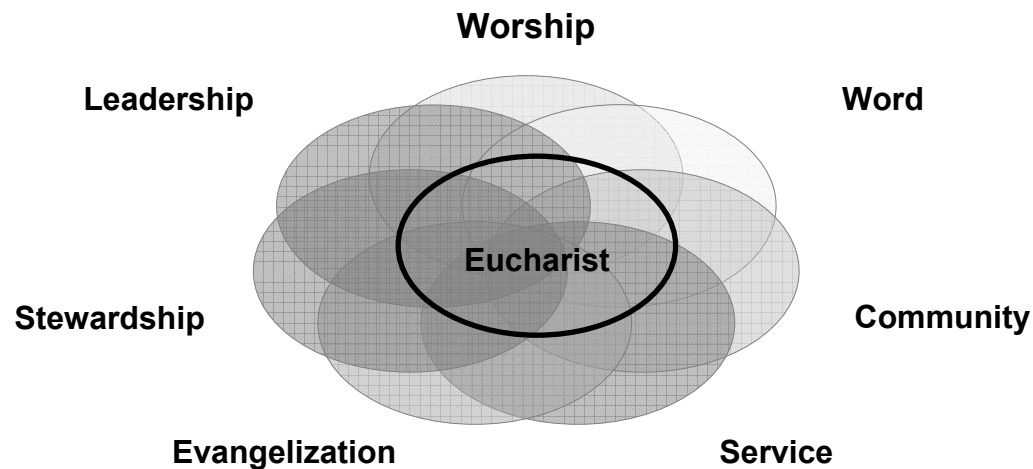 Worship
Leadership
Word
Eucharist
Stewardship
Community
Evangelization
Service